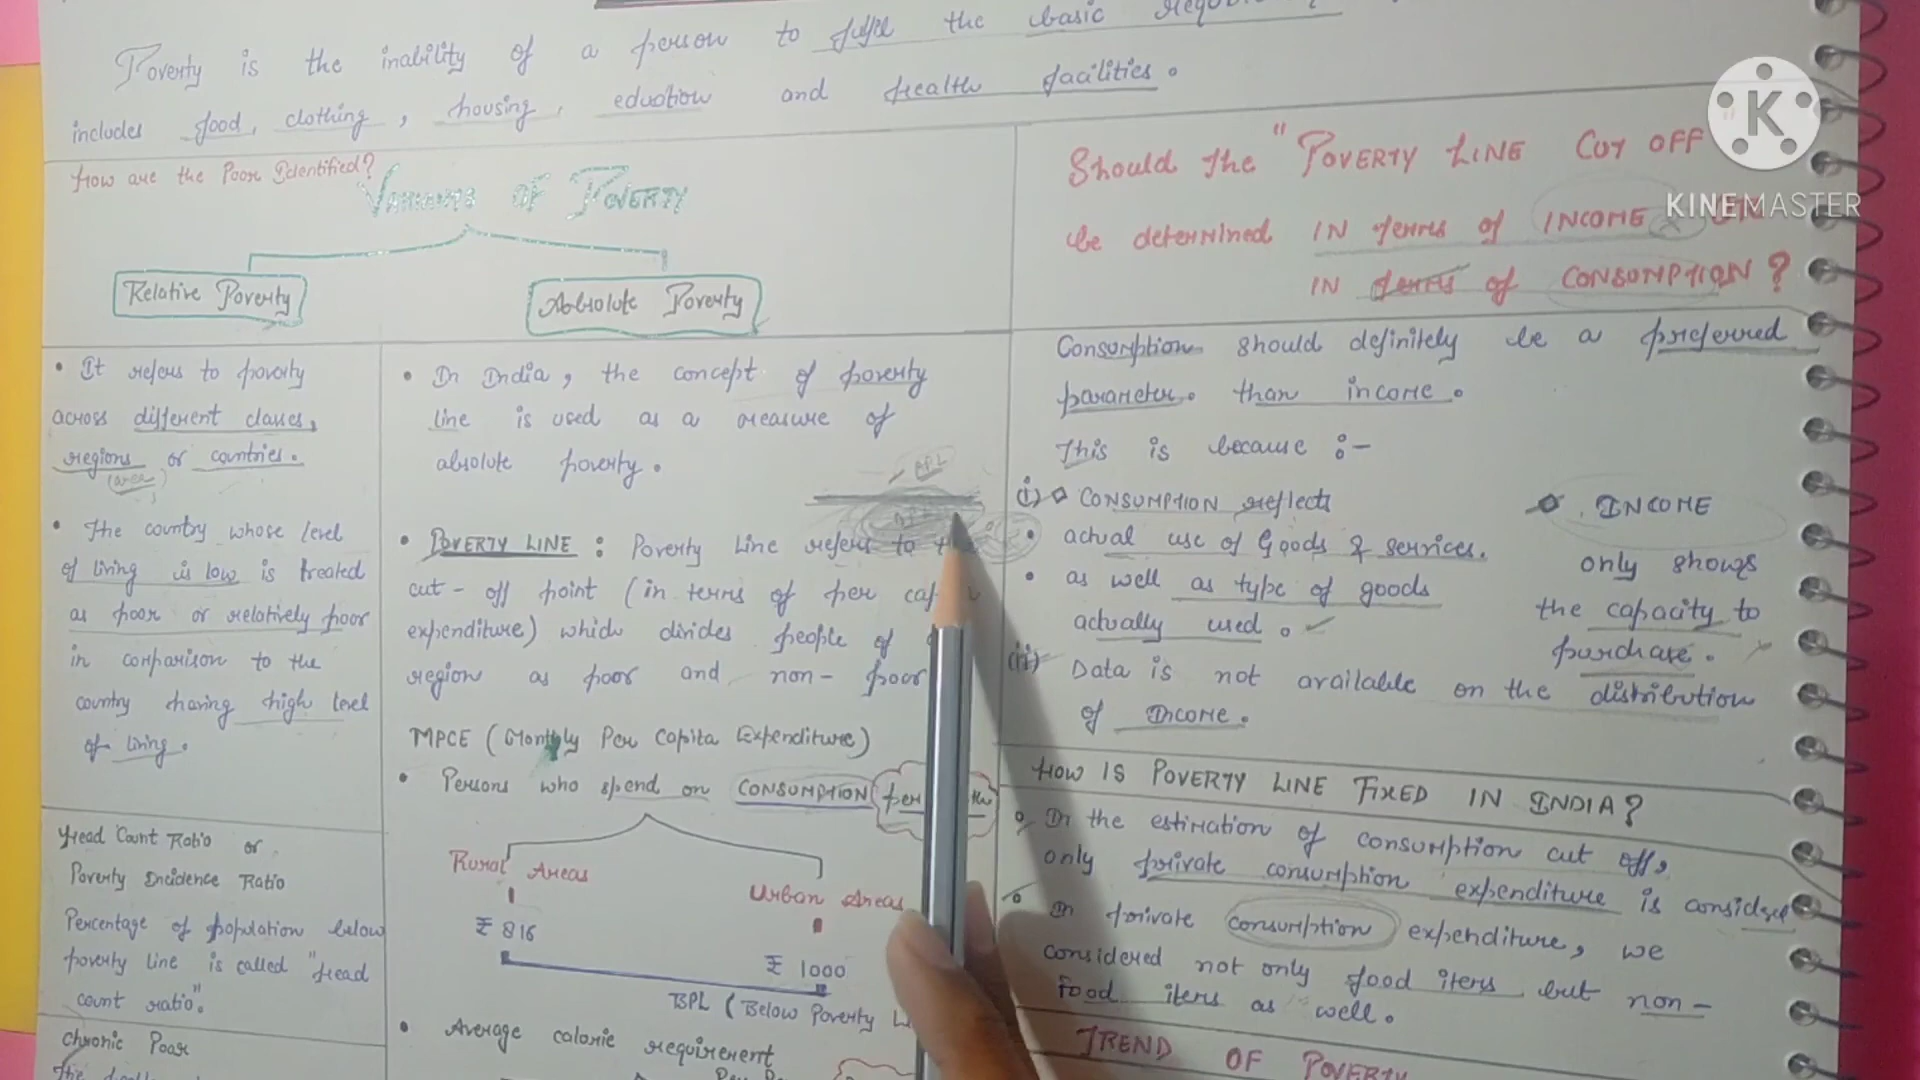 Poverty is the inability of a person to fulfil the basic
includes food, clothing, housing, eduction and health facilities.
How are the Poor Identified?
VARIANTS OF POVERTY
Relative Poverty
Absolute Poverty
• It refers to poverty
across different classes,
regions or countries.
(area)
• The country whose level
of living is low is treated
as poor or relatively poor
in comparison to the
country having high level
of living.
Head Count Ratio or
Poverty Incidence Ratio
Percentage of population below
poverty line is called "Head
count ratio".
Chronic Poor
The
• In India, the concept of poverty
line is used as a measure of
absolute poverty.
APL
• POVERTY LINE : Poverty Line refers to the
cut-off point (in terms of per
expenditure) which divides people of
region as poor and non-poor
MPCE (Monthly Per Capita Expenditure)
• Persons who spend on CONSUMPTION per
Rural Areas
Urban Areas
₹ 816
₹ 1000
BPL (Below Poverty
• Average calorie requirement
Should the "POVERTY LINE CUT OFF"
be determined IN terms of INCOME
IN terms of CONSUMPTION ?
Consumption should definitely be a preferred
parameter. than income.
This is because :-
(i) CONSUMPTION reflects
• actual use of Goods & services.
• as well as type of goods
actually used.
INCOME
only shows
the capacity to
purchase.
(ii) Data is not available on the distribution
of Income.
HOW IS POVERTY LINE FIXED IN INDIA?
In the estimation of consumption cut off,
only private consumption expenditure is considered
In private consumption expenditure, we
considered not only food items but non-
food items as well.
TREND OF POVERTY
K
KINEMASTER